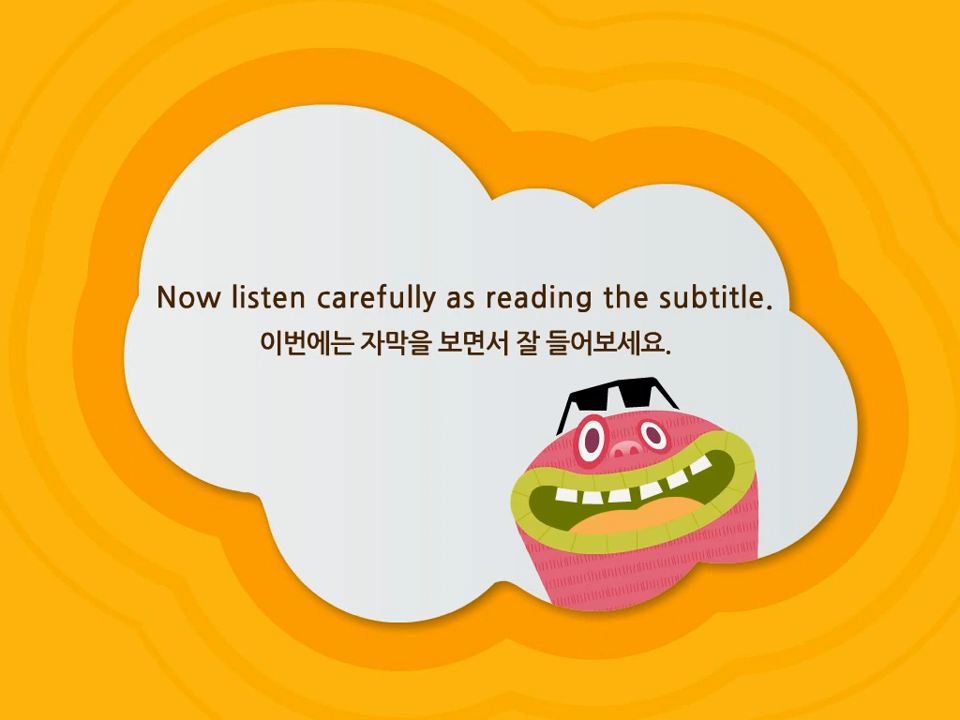 Now listen carefully as reading the subtitle.
이번에는 자막을 보면서 잘 들어보세요.